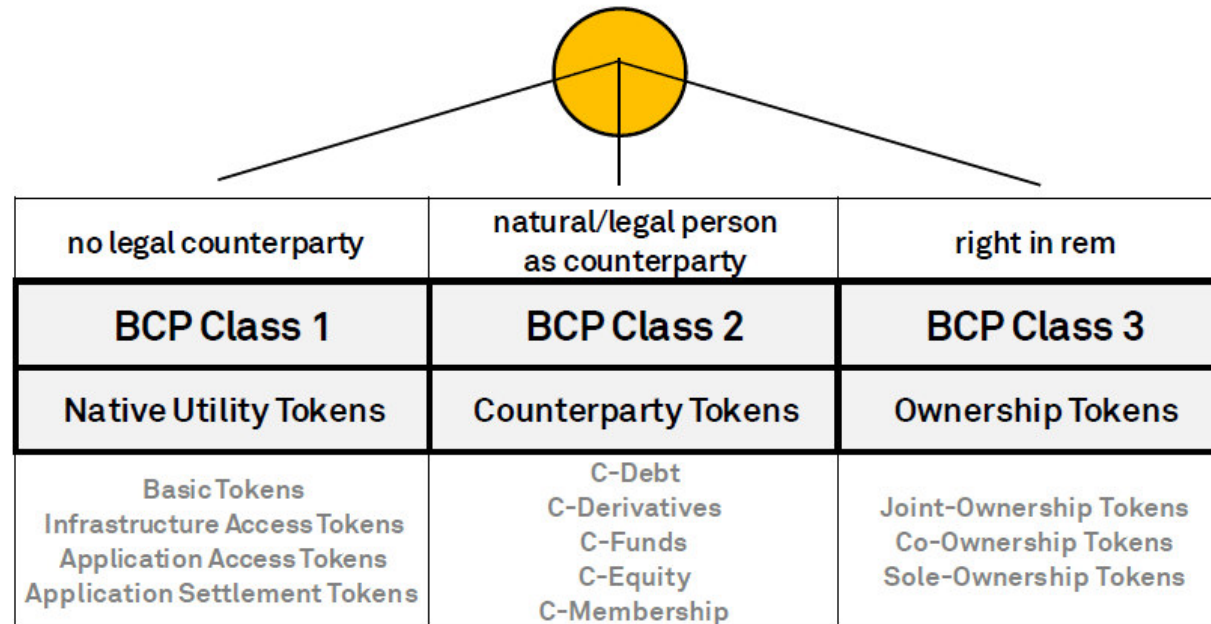 no legal counterparty
natural/legal person
as counterparty
right in rem
BCP Class 1
BCP Class 2
BCP Class 3
Native Utility Tokens
Counterparty Tokens
Ownership Tokens
Basic Tokens
Infrastructure Access Tokens
Application Access Tokens
Application Settlement Tokens
C-Debt
C-Derivatives
C-Funds
C-Equity
C-Membership
Joint-Ownership Tokens
Co-Ownership Tokens
Sole-Ownership Tokens